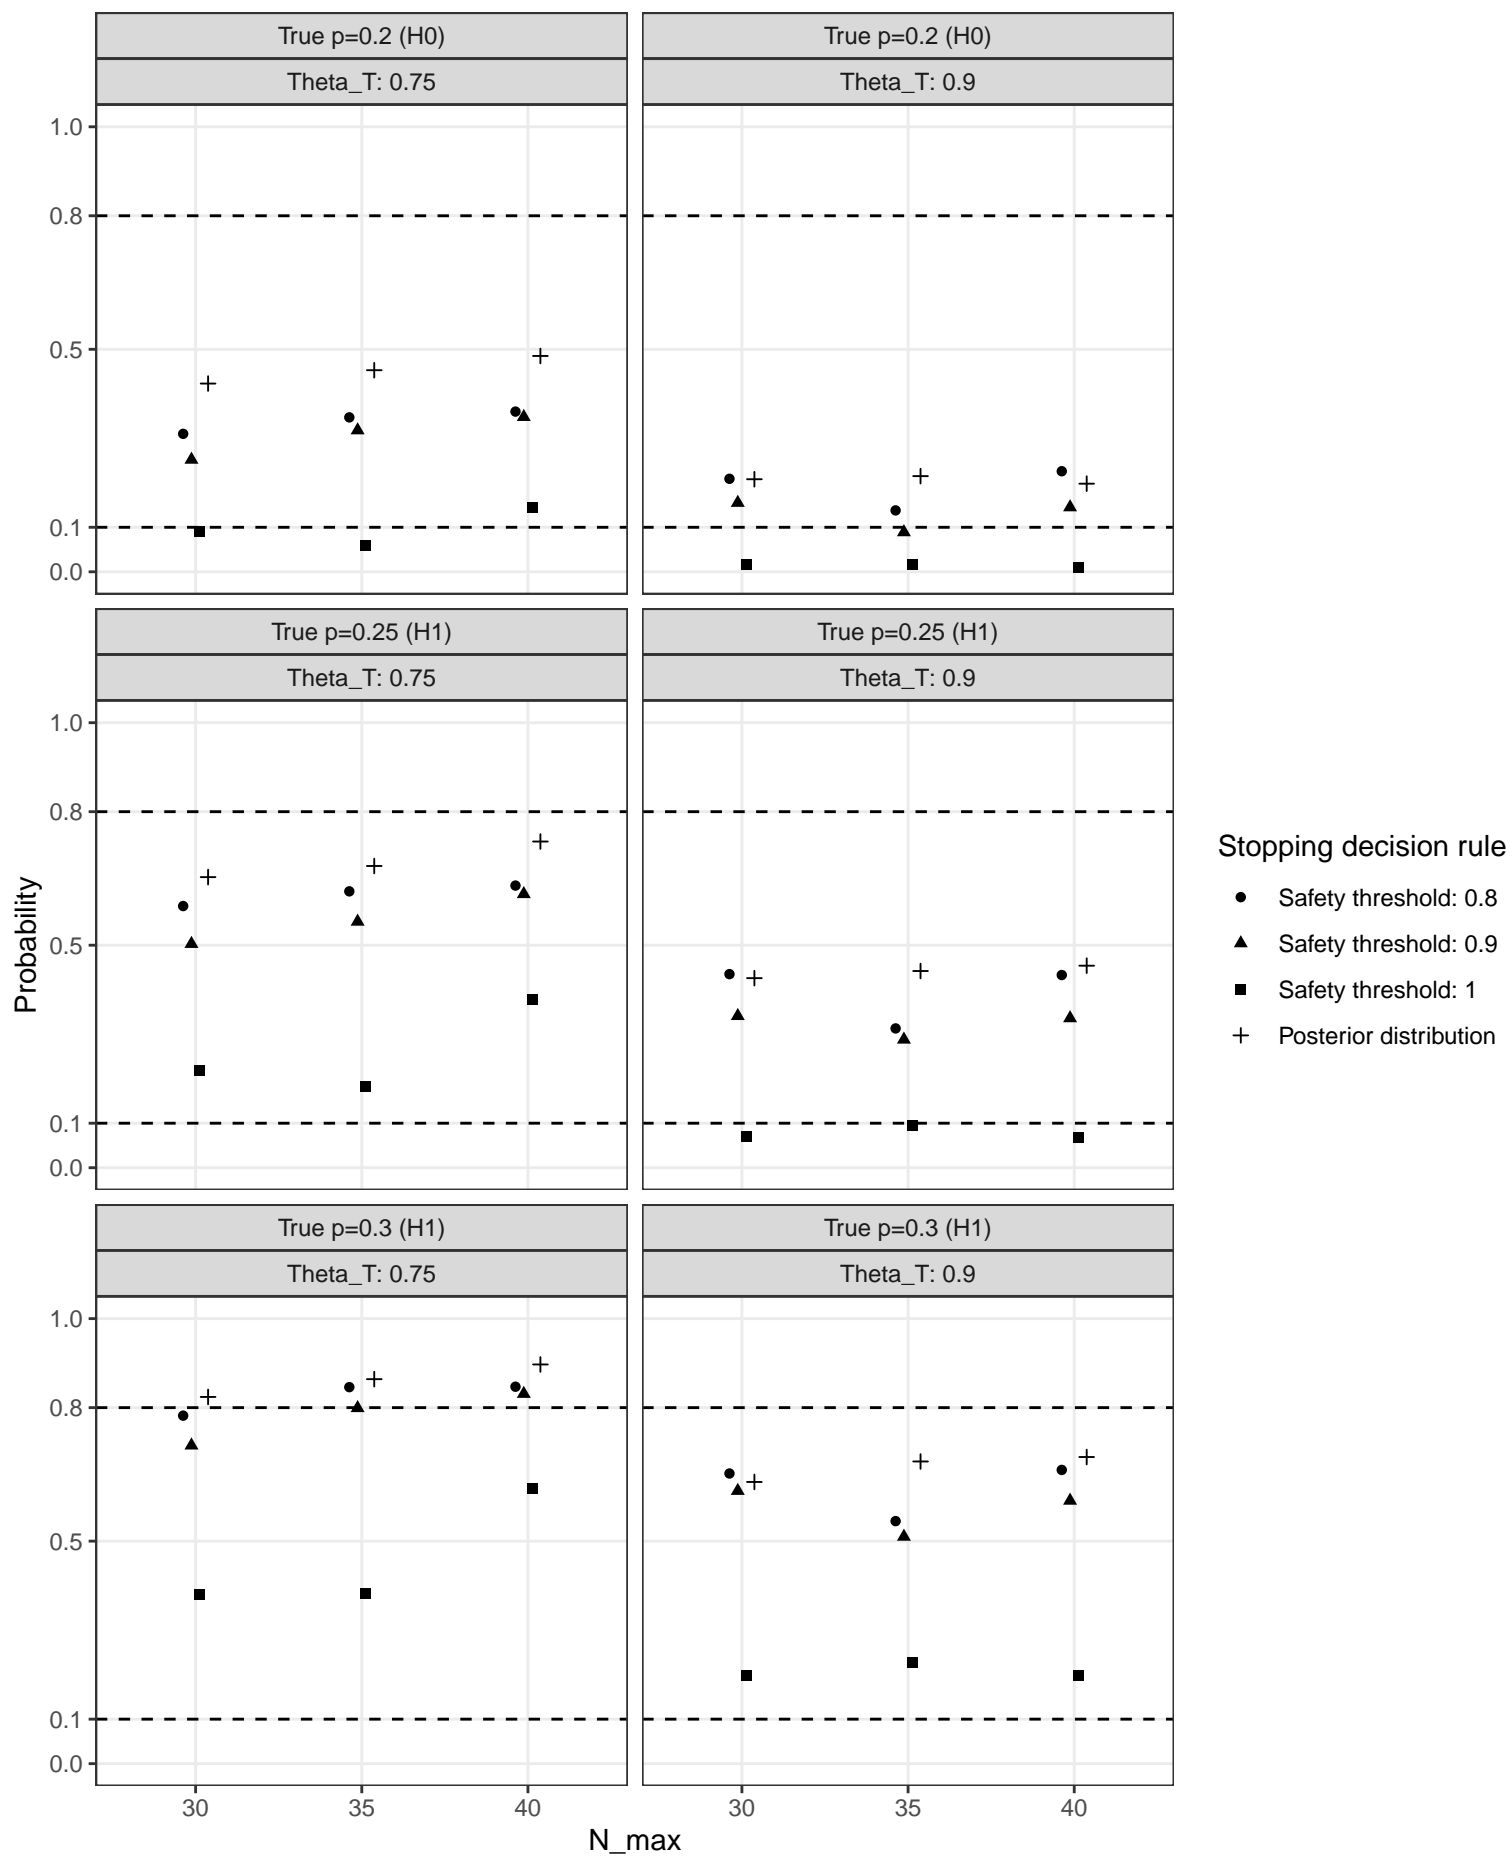 True p=0.2 (H0)
True p=0.2 (H0)
Theta_T: 0.75
Theta_T: 0.9
1.0
0.8
0.5
0.1
0.0
True p=0.25 (H1)
True p=0.25 (H1)
Theta_T: 0.75
Theta_T: 0.9
1.0
0.8
0.5
0.1
0.0
Probability
True p=0.3 (H1)
True p=0.3 (H1)
Theta_T: 0.75
Theta_T: 0.9
1.0
0.8
0.5
0.1
0.0
30
35
40
30
35
40
N_max
Stopping decision rule
Safety threshold: 0.8
Safety threshold: 0.9
Safety threshold: 1
Posterior distribution